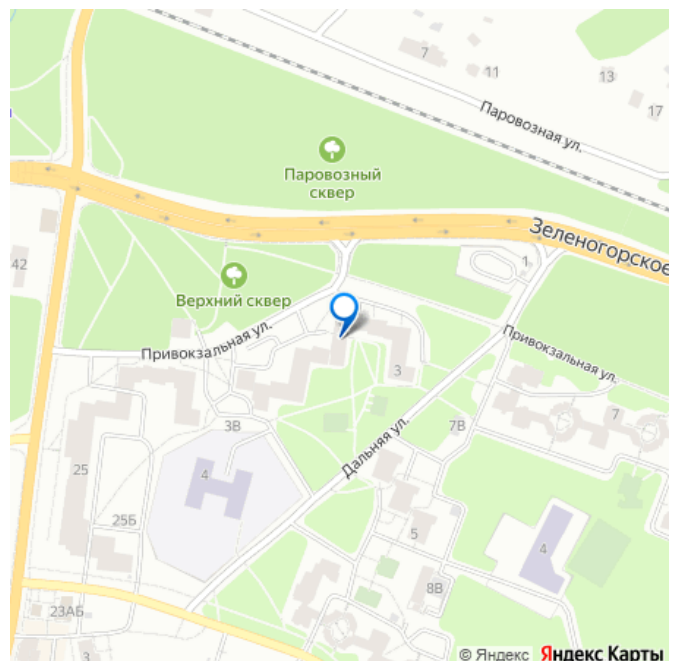 7
11
13
17
Паровозная ул.
Паровозный
сквер
Зеленогорское
42
1
Верхний сквер
Привокзальная ул.
Привокзальная ул.
3
7
3В
7В
Дальняя ул.
25
4
25Б
5
4
8В
23АБ
3
© Яндекс Яндекс Карты